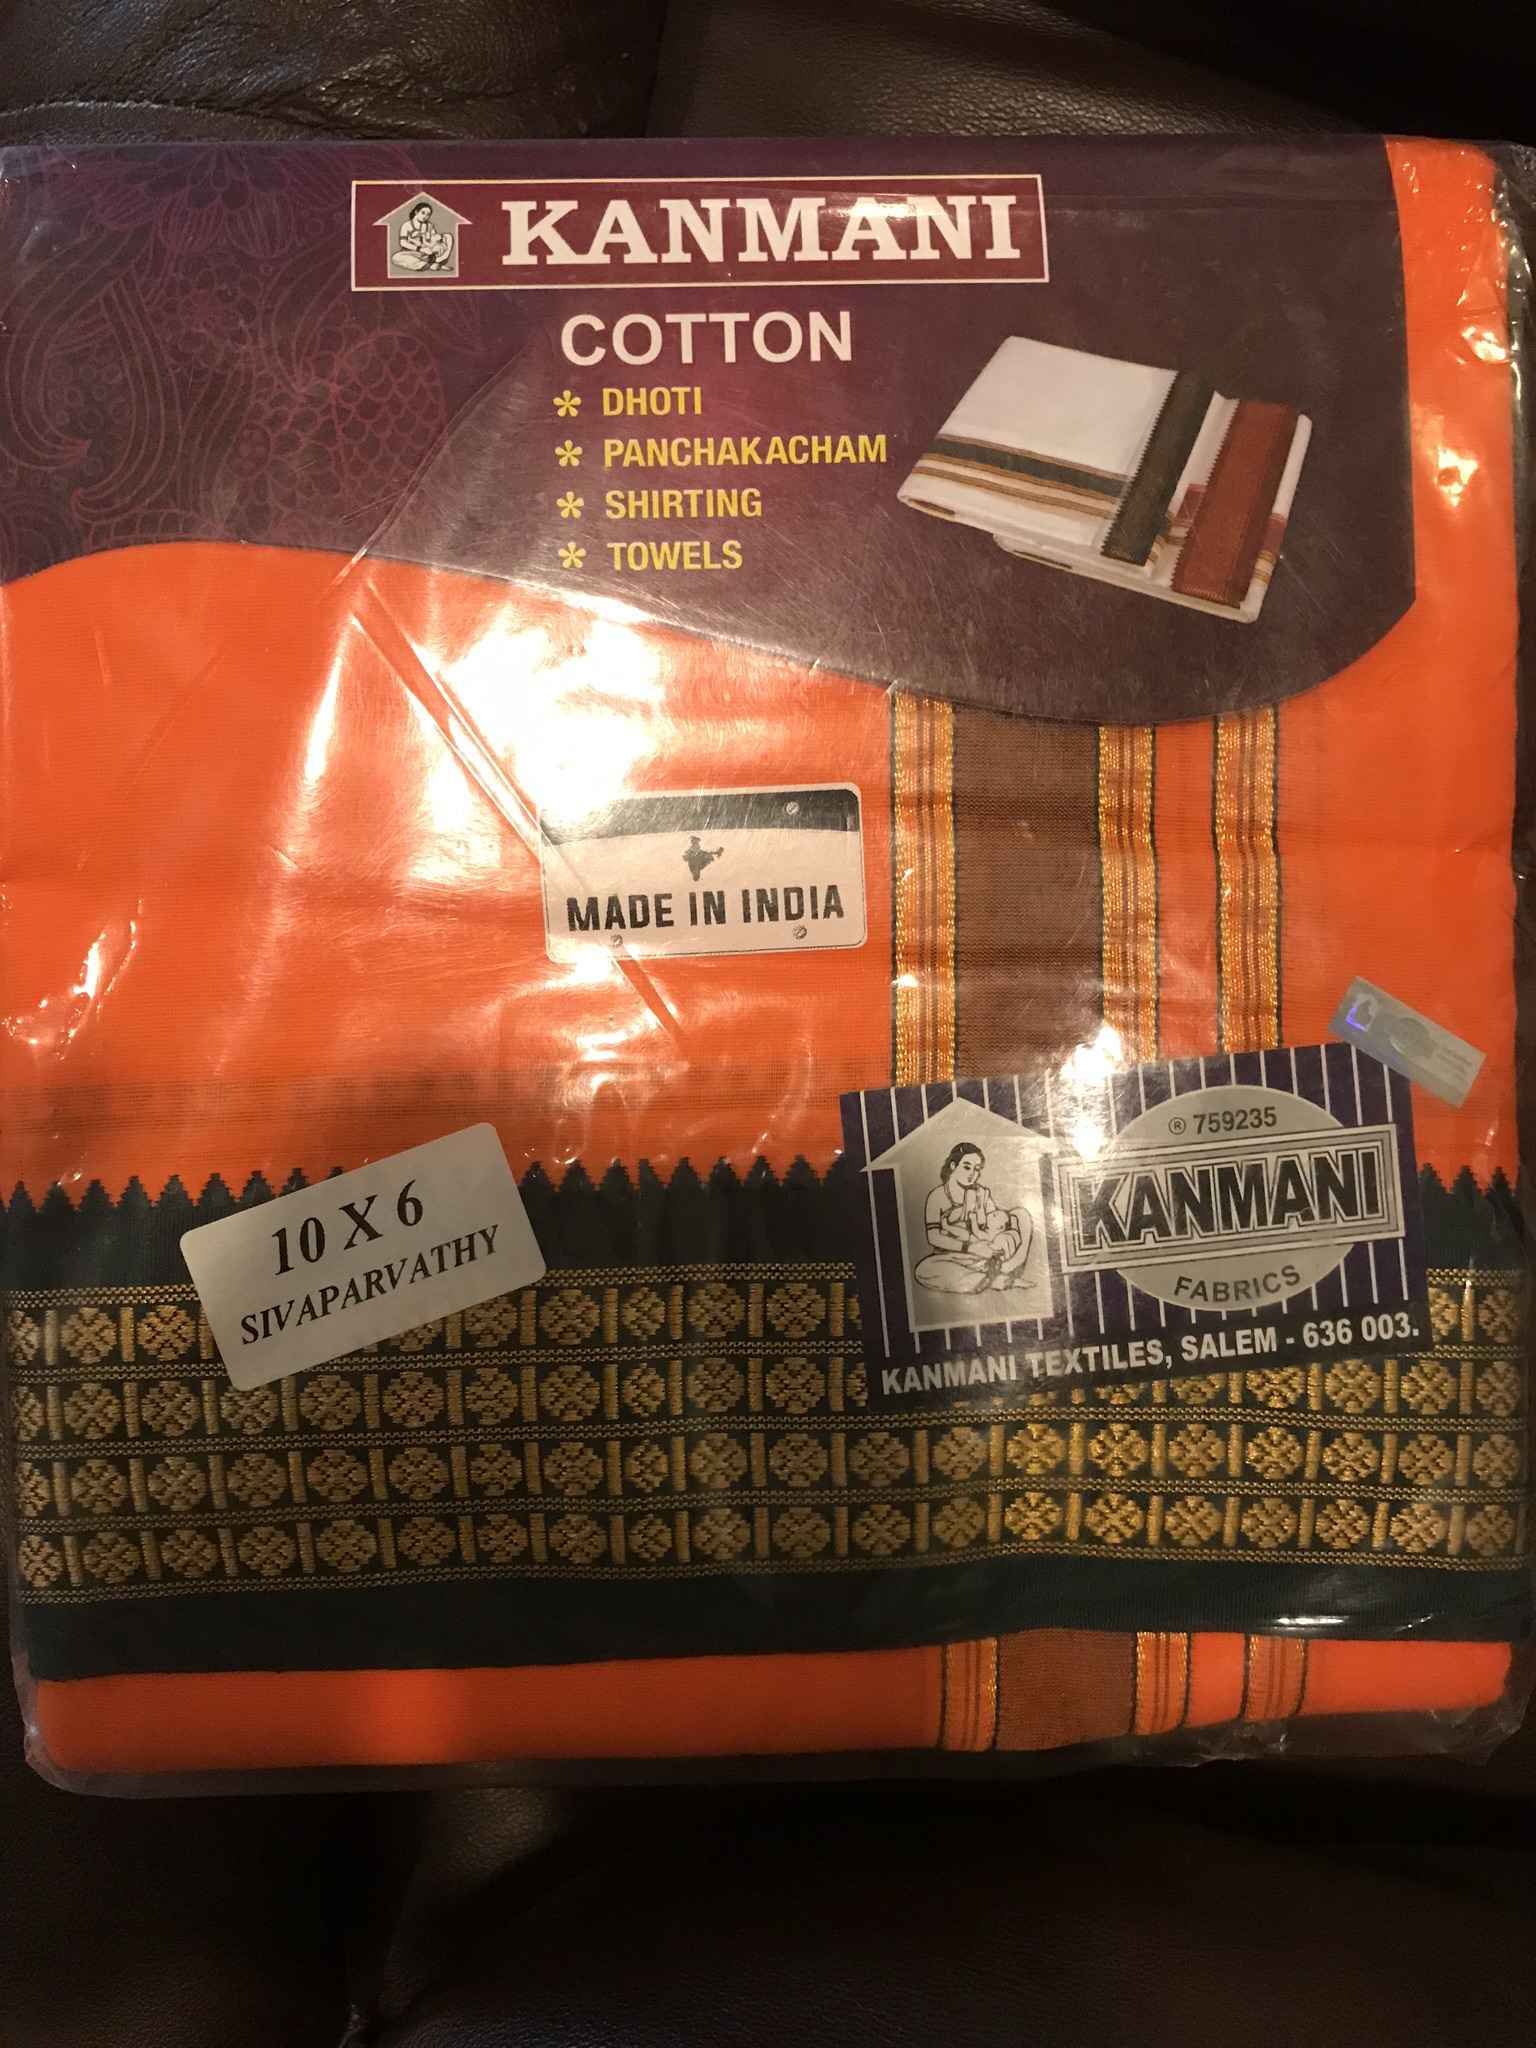 KANMANI
COTTON
* DHOTI
* PANCHAKACHAM
* SHIRTING
* TOWELS
MADE IN INDIA
10 X 6
SIVAPARVATHY
® 759235
KANMANI
FABRICS
KANMANI TEXTILES, SALEM - 636 003.